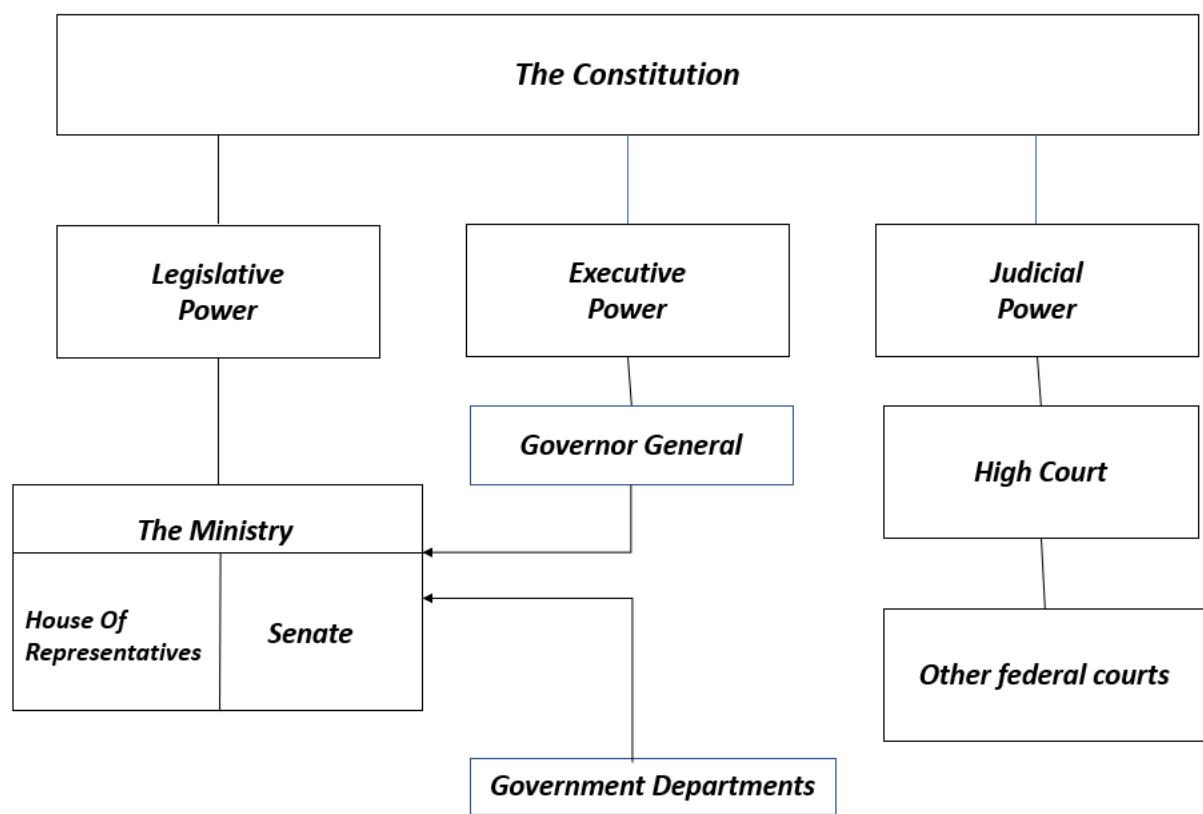 The Constitution
Legislative
Power
Executive
Power
Judicial
Power
Governor General
High Court
The Ministry
House Of
Representatives
Senate
Other federal courts
Government Departments